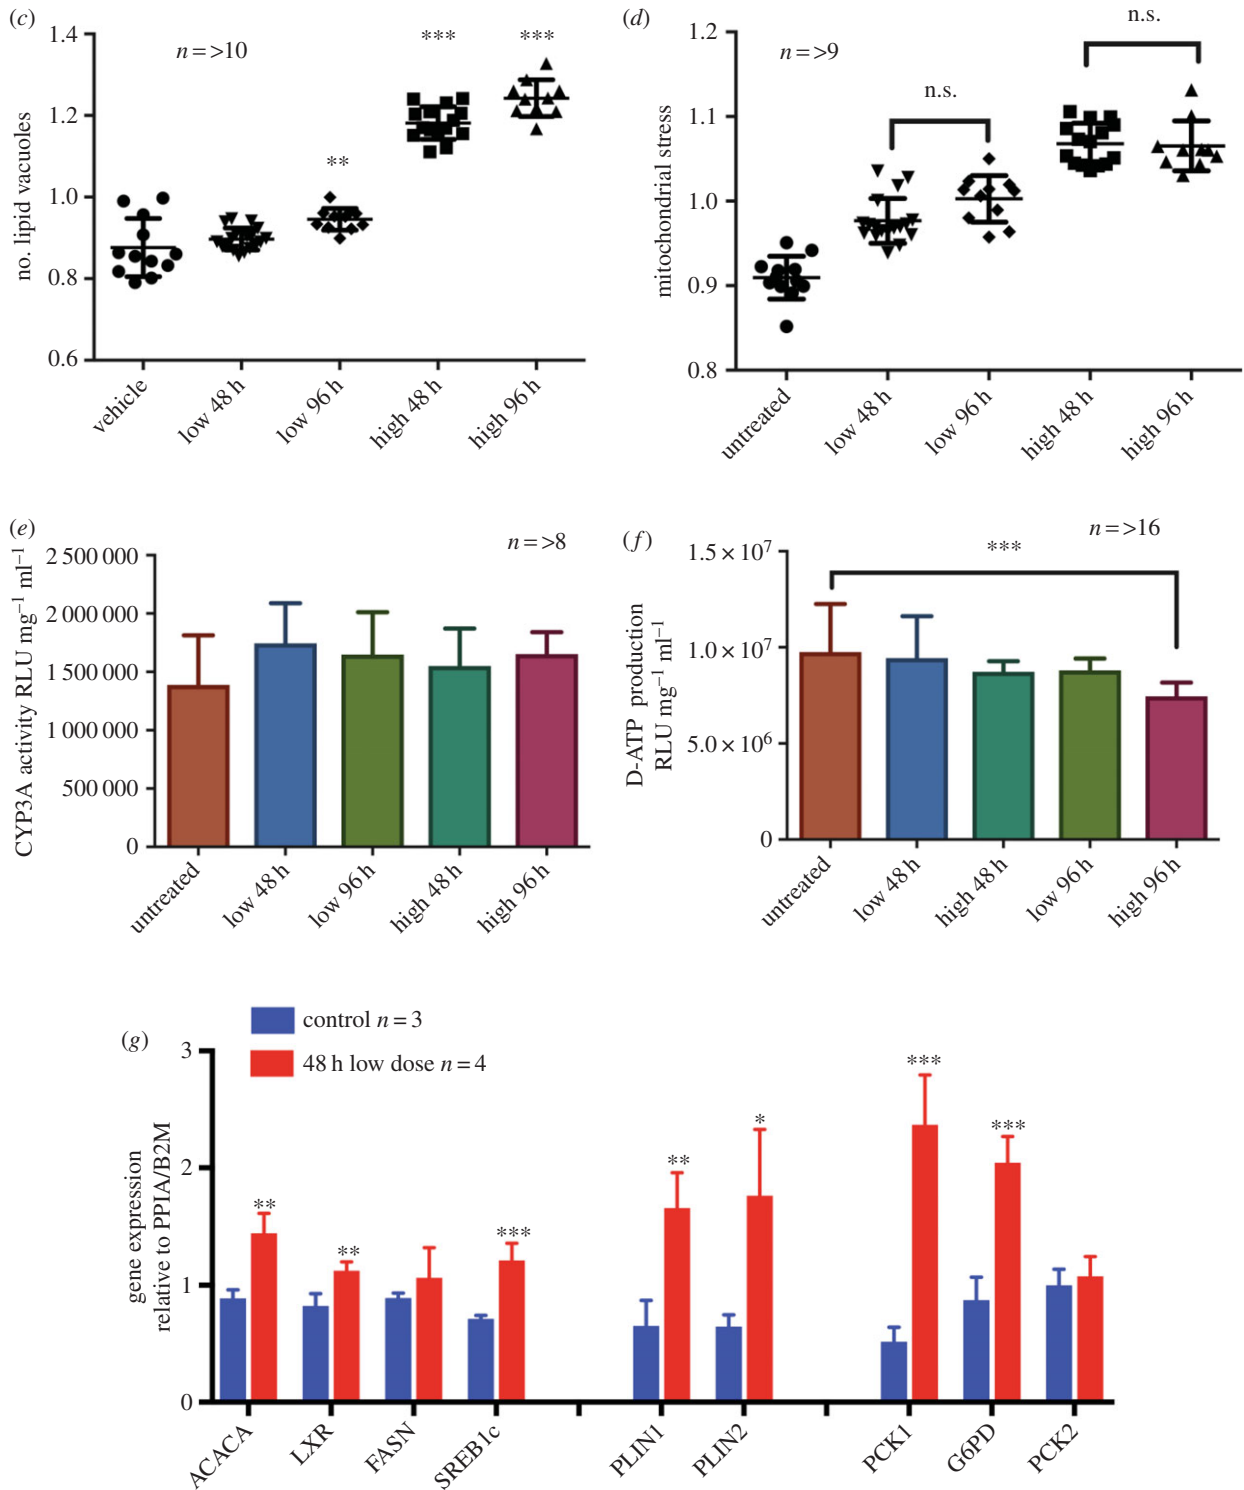 (c)
1.4
1.2
1.0
0.8
0.6
no. lipid vacuoles
n = >10
**
***
***
vehicle
low 48 h
low 96 h
high 48 h
high 96 h
(d)
1.2
1.1
1.0
0.9
0.8
mitochondrial stress
n = >9
n.s.
n.s.
untreated
low 48 h
low 96 h
high 48 h
high 96 h
(e)
2 500 000
2 000 000
1 500 000
1 000 000
500 000
0
CYP3A activity RLU mg⁻¹ ml⁻¹
n = >8
untreated
low 48 h
low 96 h
high 48 h
high 96 h
(f)
1.5 × 10⁷
1.0 × 10⁷
5.0 × 10⁶
0
D-ATP production
RLU mg⁻¹ ml⁻¹
n = >16
***
untreated
low 48 h
high 48 h
low 96 h
high 96 h
(g)
control n = 3
48 h low dose n = 4
3
2
1
0
gene expression
relative to PPIA/B2M
**
**
***
**
*
***
***
ACACA
LXR
FASN
SREB1c
PLIN1
PLIN2
PCK1
G6PD
PCK2